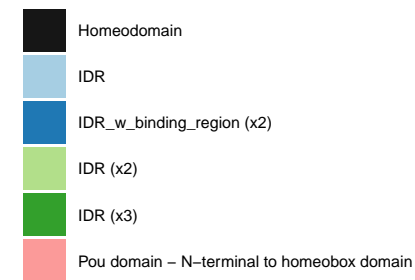 Homeodomain
IDR
IDR_w_binding_region (x2)
IDR (x2)
IDR (x3)
Pou domain − N−terminal to homeobox domain